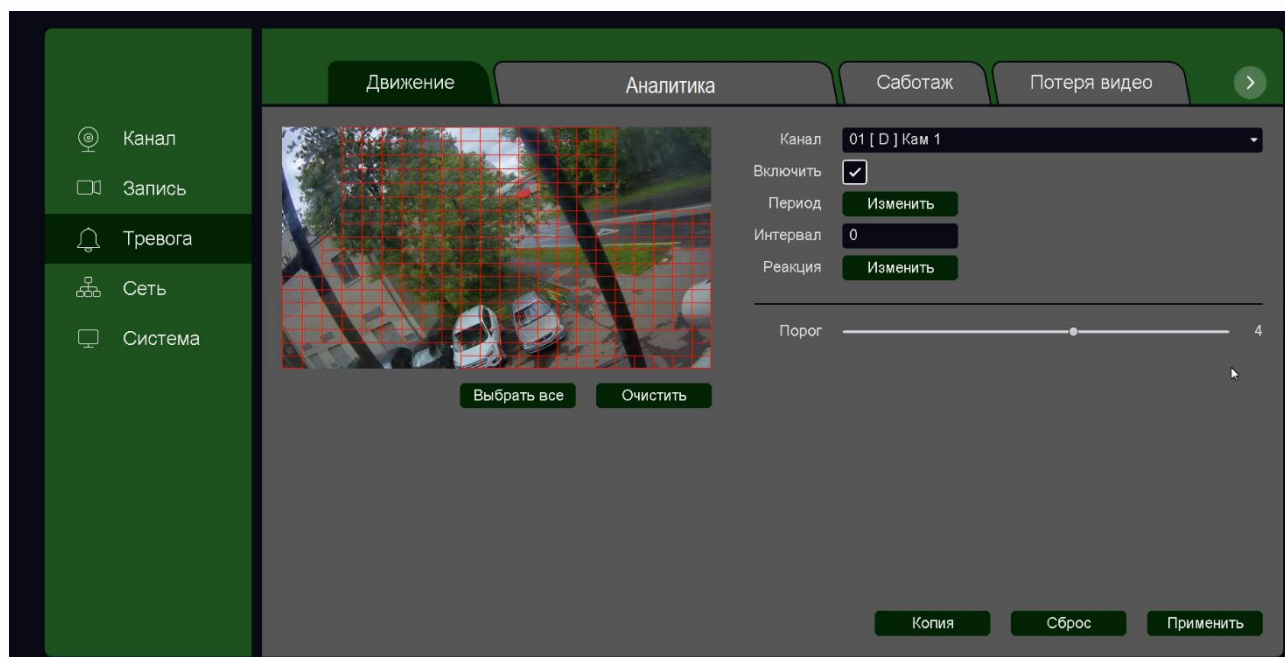 Движение
Аналитика
Саботаж
Потеря видео
Канал
Запись
Тревога
Сеть
Система
Канал 01 [ D ] Кам 1
Включить
Период Изменить
Интервал 0
Реакция Изменить
Порог 4
Выбрать все Очистить
Копия Сброс Применить